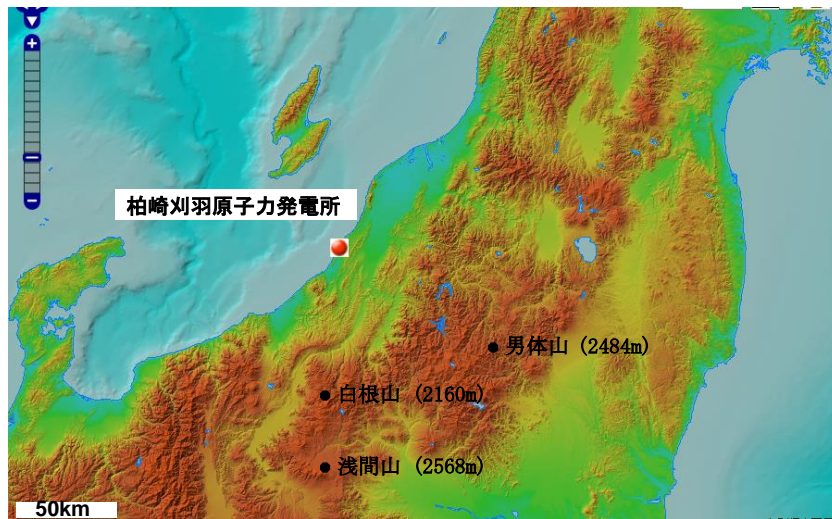 柏崎刈羽原子力発電所
男体山 (2484m)
白根山 (2160m)
浅間山 (2568m)
50km